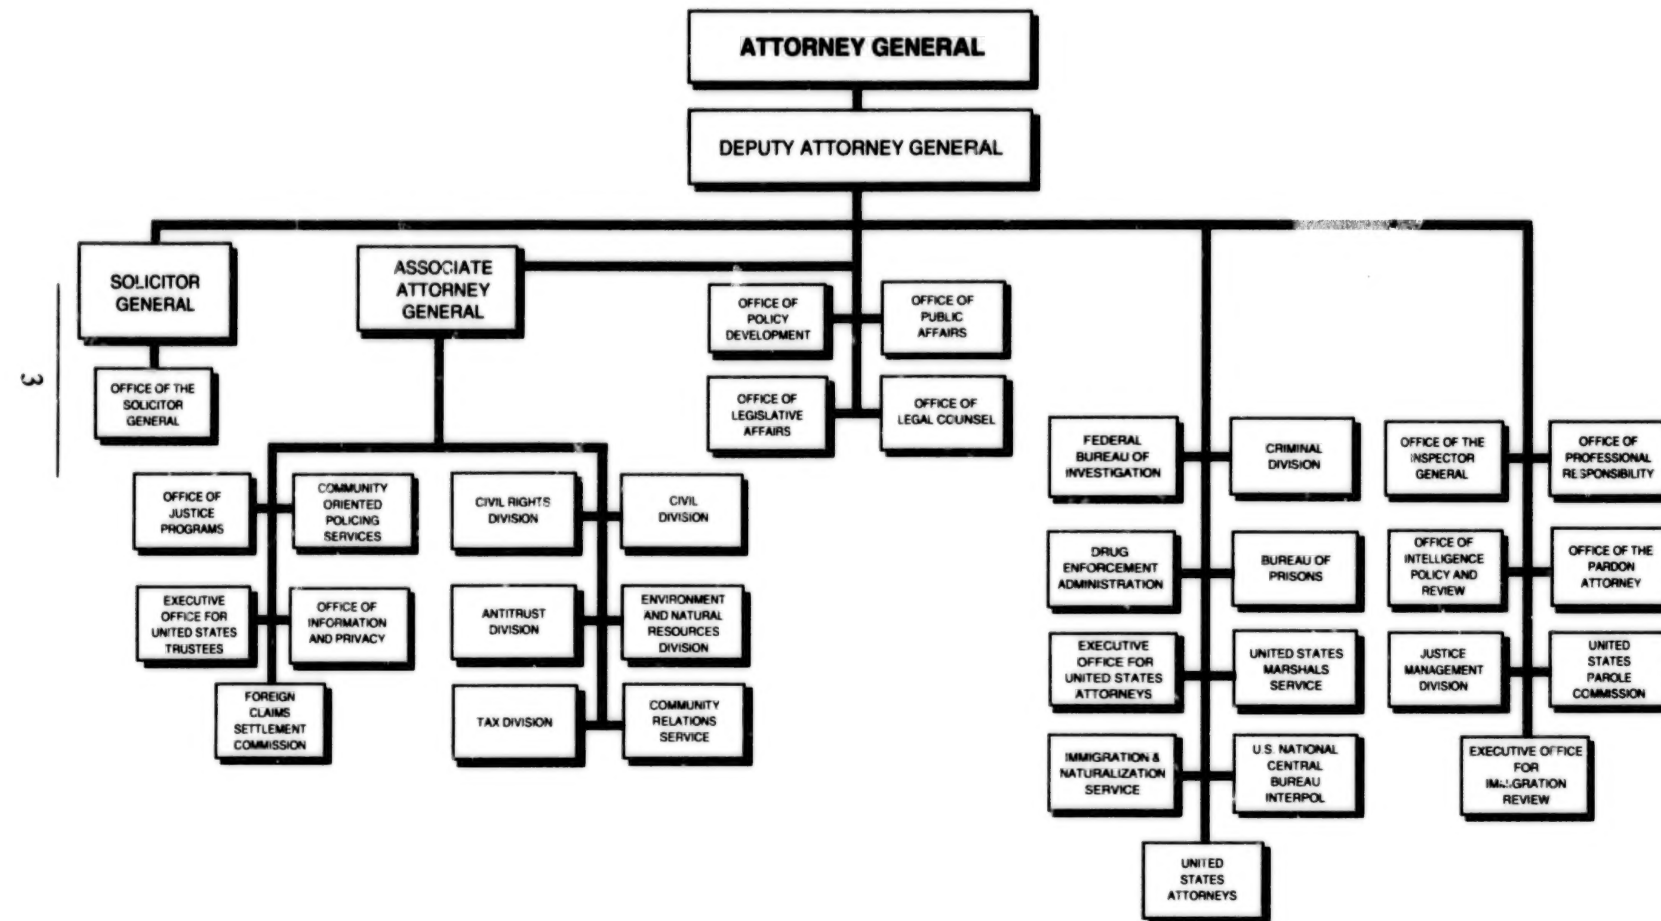 ATTORNEY GENERAL
DEPUTY ATTORNEY GENERAL
SOLICITOR
GENERAL
OFFICE OF THE
SOLICITOR
GENERAL
ASSOCIATE
ATTORNEY
GENERAL
OFFICE OF
POLICY
DEVELOPMENT
OFFICE OF
PUBLIC
AFFAIRS
OFFICE OF
LEGISLATIVE
AFFAIRS
OFFICE OF
LEGAL COUNSEL
3
OFFICE OF
JUSTICE
PROGRAMS
COMMUNITY
ORIENTED
POLICING
SERVICES
EXECUTIVE
OFFICE FOR
UNITED STATES
TRUSTEES
OFFICE OF
INFORMATION
AND PRIVACY
FOREIGN
CLAIMS
SETTLEMENT
COMMISSION
CIVIL RIGHTS
DIVISION
CIVIL
DIVISION
ANTITRUST
DIVISION
ENVIRONMENT
AND NATURAL
RESOURCES
DIVISION
TAX DIVISION
COMMUNITY
RELATIONS
SERVICE
FEDERAL
BUREAU OF
INVESTIGATION
CRIMINAL
DIVISION
DRUG
ENFORCEMENT
ADMINISTRATION
BUREAU OF
PRISONS
EXECUTIVE
OFFICE FOR
UNITED STATES
ATTORNEYS
UNITED STATES
MARSHALS
SERVICE
IMMIGRATION &
NATURALIZATION
SERVICE
U.S. NATIONAL
CENTRAL
BUREAU
INTERPOL
UNITED
STATES
ATTORNEYS
OFFICE OF THE
INSPECTOR
GENERAL
OFFICE OF
PROFESSIONAL
RESPONSIBILITY
OFFICE OF
INTELLIGENCE
POLICY AND
REVIEW
OFFICE OF THE
PARDON
ATTORNEY
JUSTICE
MANAGEMENT
DIVISION
UNITED
STATES
PAROLE
COMMISSION
EXECUTIVE OFFICE
FOR
IMMIGRATION
REVIEW